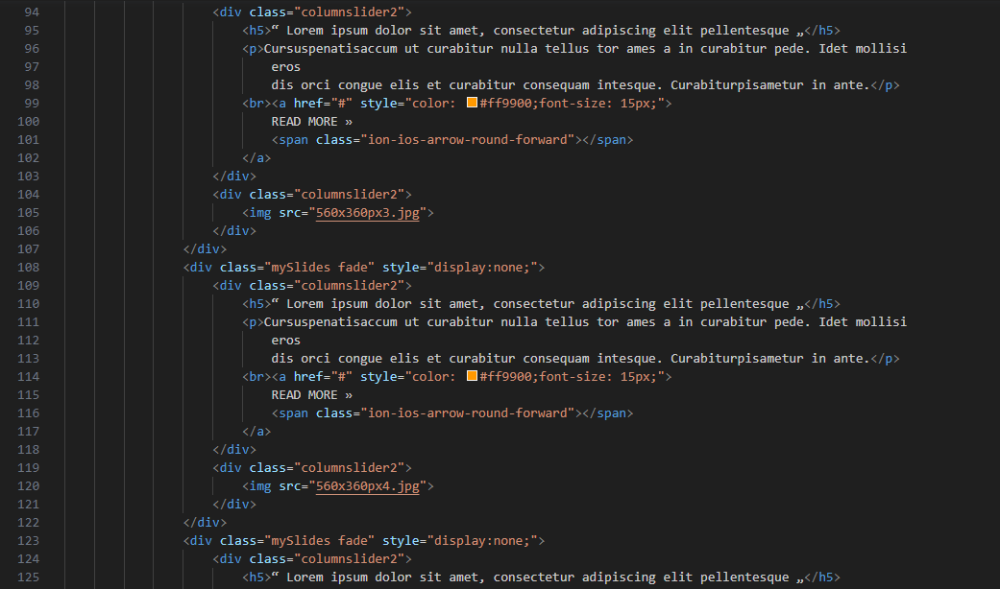 94 <div class="columnslider2">
95 <h5>“ Lorem ipsum dolor sit amet, consectetur adipiscing elit pellentesque „</h5>
96 <p>Cursuspenatisaccum ut curabitur nulla tellus tor ames a in curabitur pede. Idet mollisi
97 eros
98 dis orci congue elis et curabitur consequam intesque. Curabiturpisametur in ante.</p>
99 <br><a href="#" style="color: #ff9900;font-size: 15px;">
100 READ MORE »
101 <span class="ion-ios-arrow-round-forward"></span>
102 </a>
103 </div>
104 <div class="columnslider2">
105 <img src="560x360px3.jpg">
106 </div>
107 </div>
108 <div class="mySlides fade" style="display:none;">
109 <div class="columnslider2">
110 <h5>“ Lorem ipsum dolor sit amet, consectetur adipiscing elit pellentesque „</h5>
111 <p>Cursuspenatisaccum ut curabitur nulla tellus tor ames a in curabitur pede. Idet mollisi
112 eros
113 dis orci congue elis et curabitur consequam intesque. Curabiturpisametur in ante.</p>
114 <br><a href="#" style="color: #ff9900;font-size: 15px;">
115 READ MORE »
116 <span class="ion-ios-arrow-round-forward"></span>
117 </a>
118 </div>
119 <div class="columnslider2">
120 <img src="560x360px4.jpg">
121 </div>
122 </div>
123 <div class="mySlides fade" style="display:none;">
124 <div class="columnslider2">
125 <h5>“ Lorem ipsum dolor sit amet, consectetur adipiscing elit pellentesque „</h5>